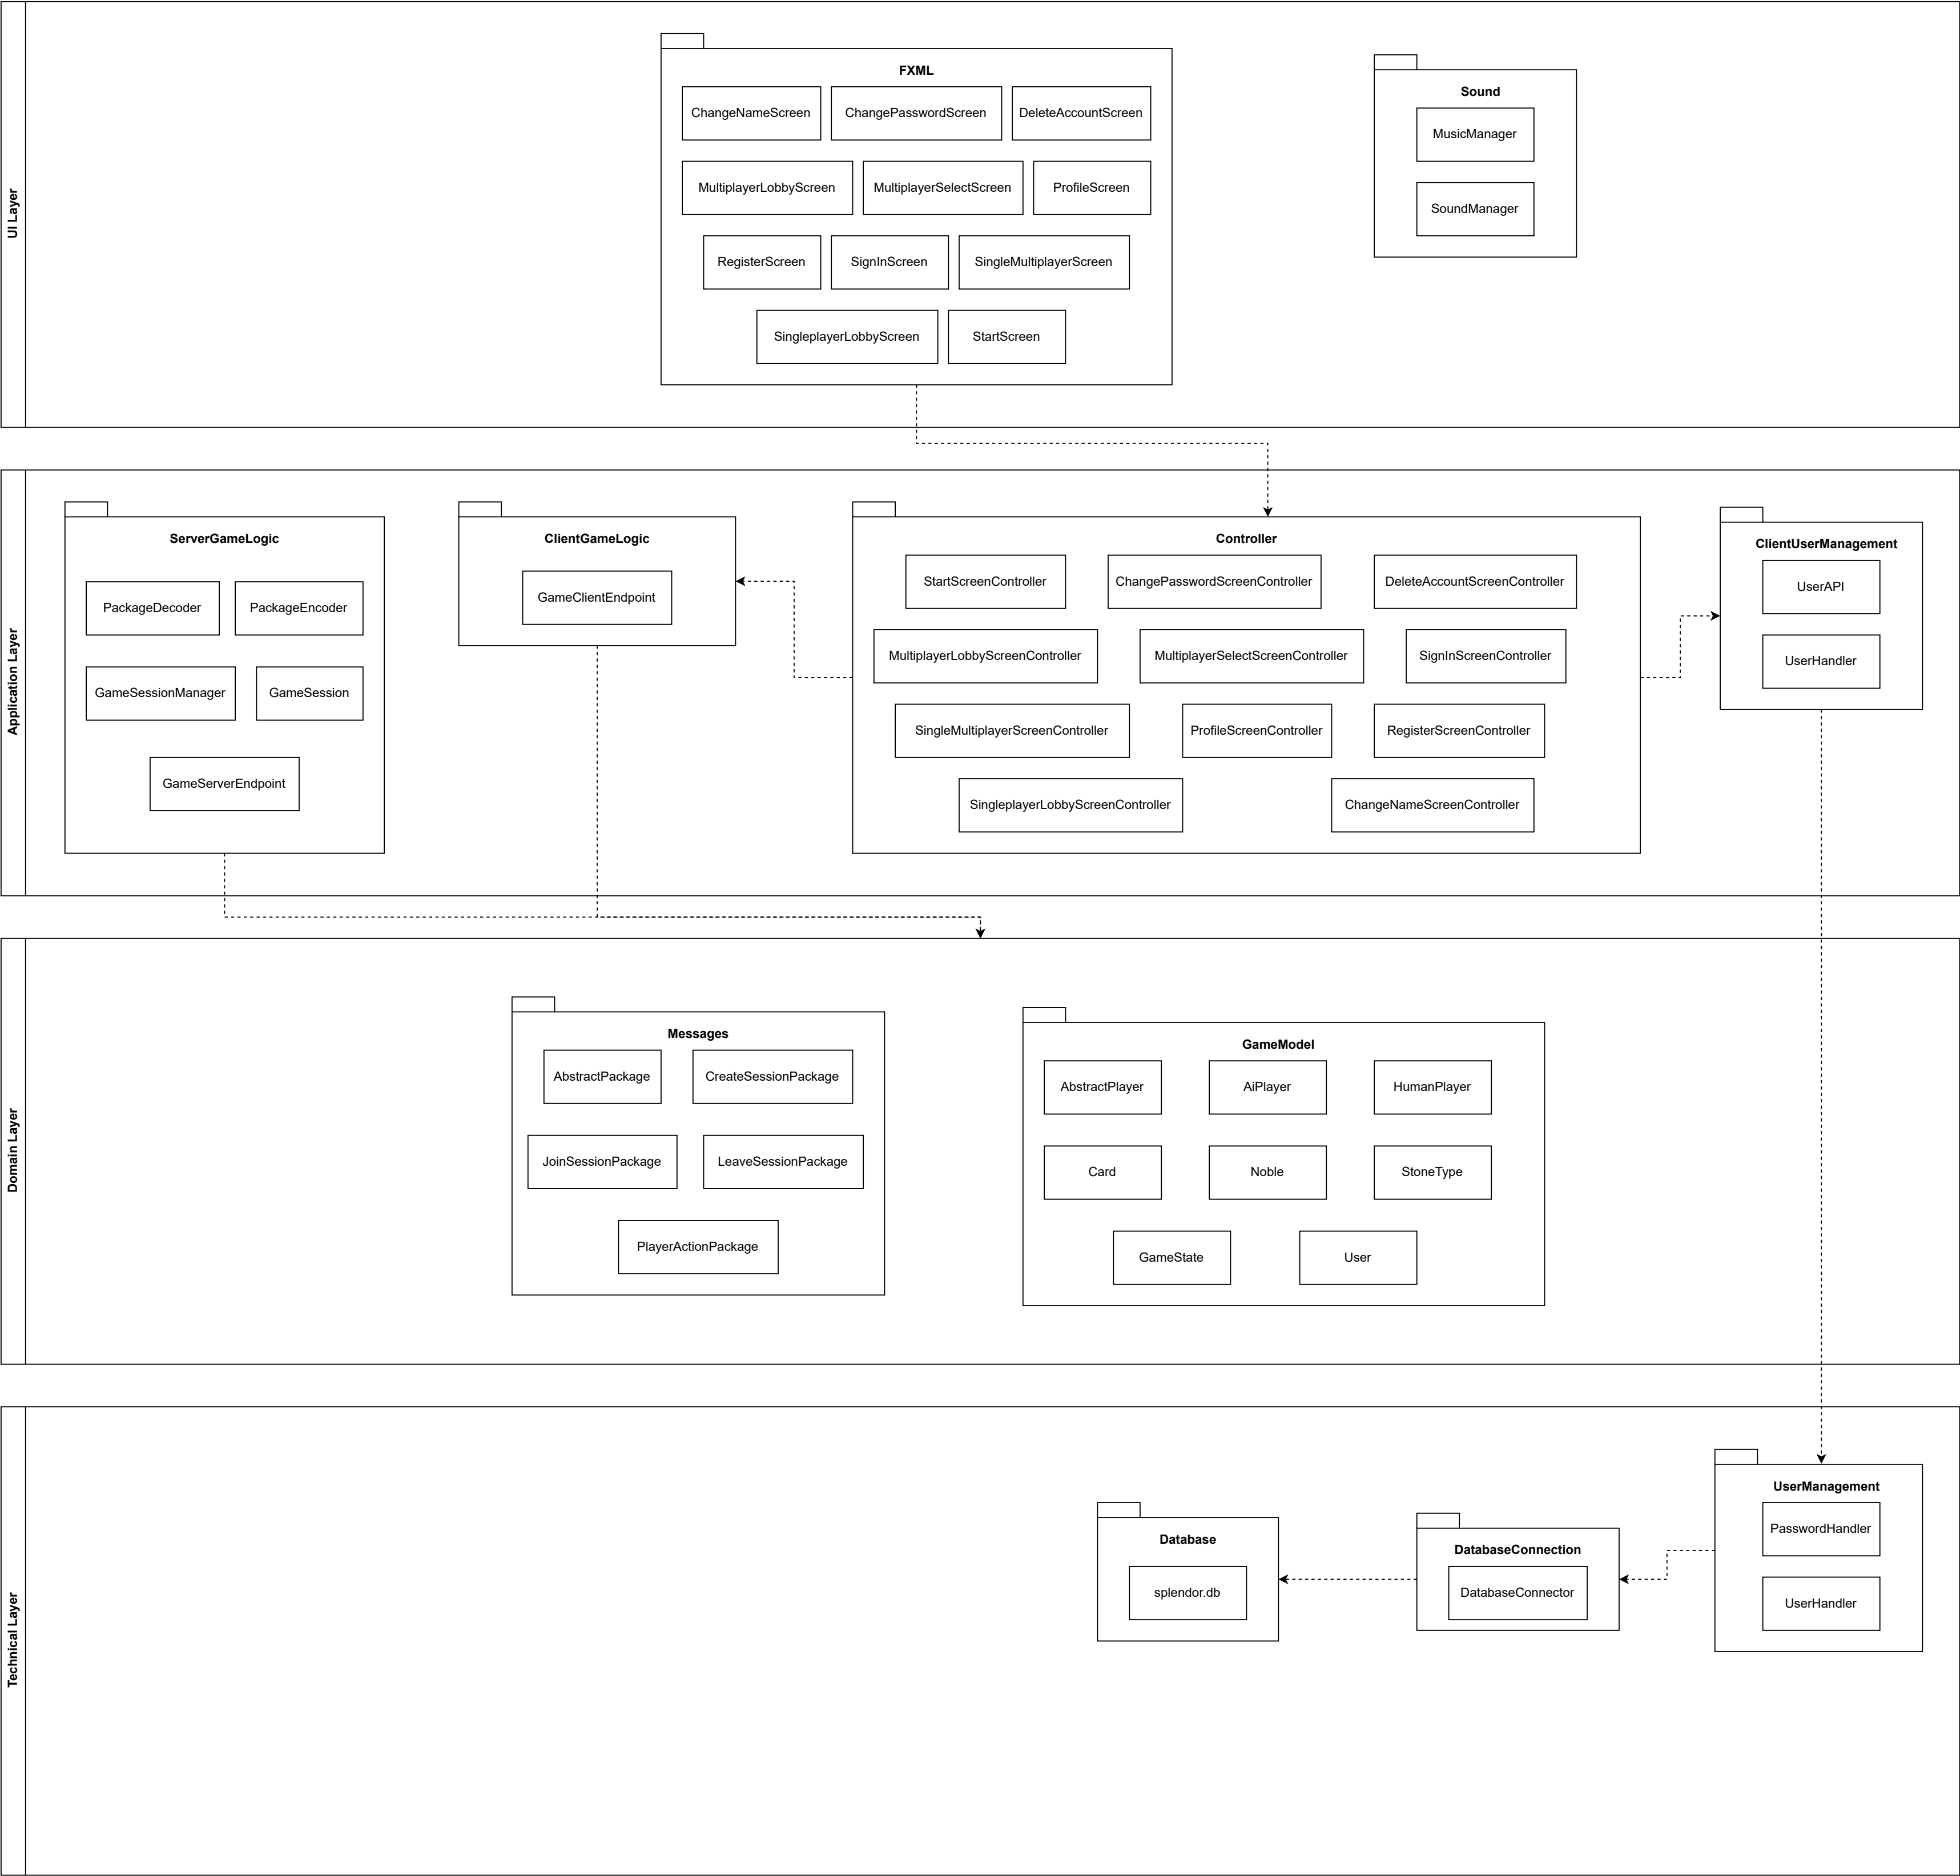 UI Layer
FXML
ChangeNameScreen
ChangePasswordScreen
DeleteAccountScreen
MultiplayerLobbyScreen
MultiplayerSelectScreen
ProfileScreen
RegisterScreen
SignInScreen
SingleMultiplayerScreen
SingleplayerLobbyScreen
StartScreen
Sound
MusicManager
SoundManager
Application Layer
ServerGameLogic
PackageDecoder
PackageEncoder
GameSessionManager
GameSession
GameServerEndpoint
ClientGameLogic
GameClientEndpoint
Controller
StartScreenController
ChangePasswordScreenController
DeleteAccountScreenController
MultiplayerLobbyScreenController
MultiplayerSelectScreenController
SignInScreenController
SingleMultiplayerScreenController
ProfileScreenController
RegisterScreenController
SingleplayerLobbyScreenController
ChangeNameScreenController
ClientUserManagement
UserAPI
UserHandler
Domain Layer
Messages
AbstractPackage
CreateSessionPackage
JoinSessionPackage
LeaveSessionPackage
PlayerActionPackage
GameModel
AbstractPlayer
AiPlayer
HumanPlayer
Card
Noble
StoneType
GameState
User
Technical Layer
Database
splendor.db
DatabaseConnection
DatabaseConnector
UserManagement
PasswordHandler
UserHandler